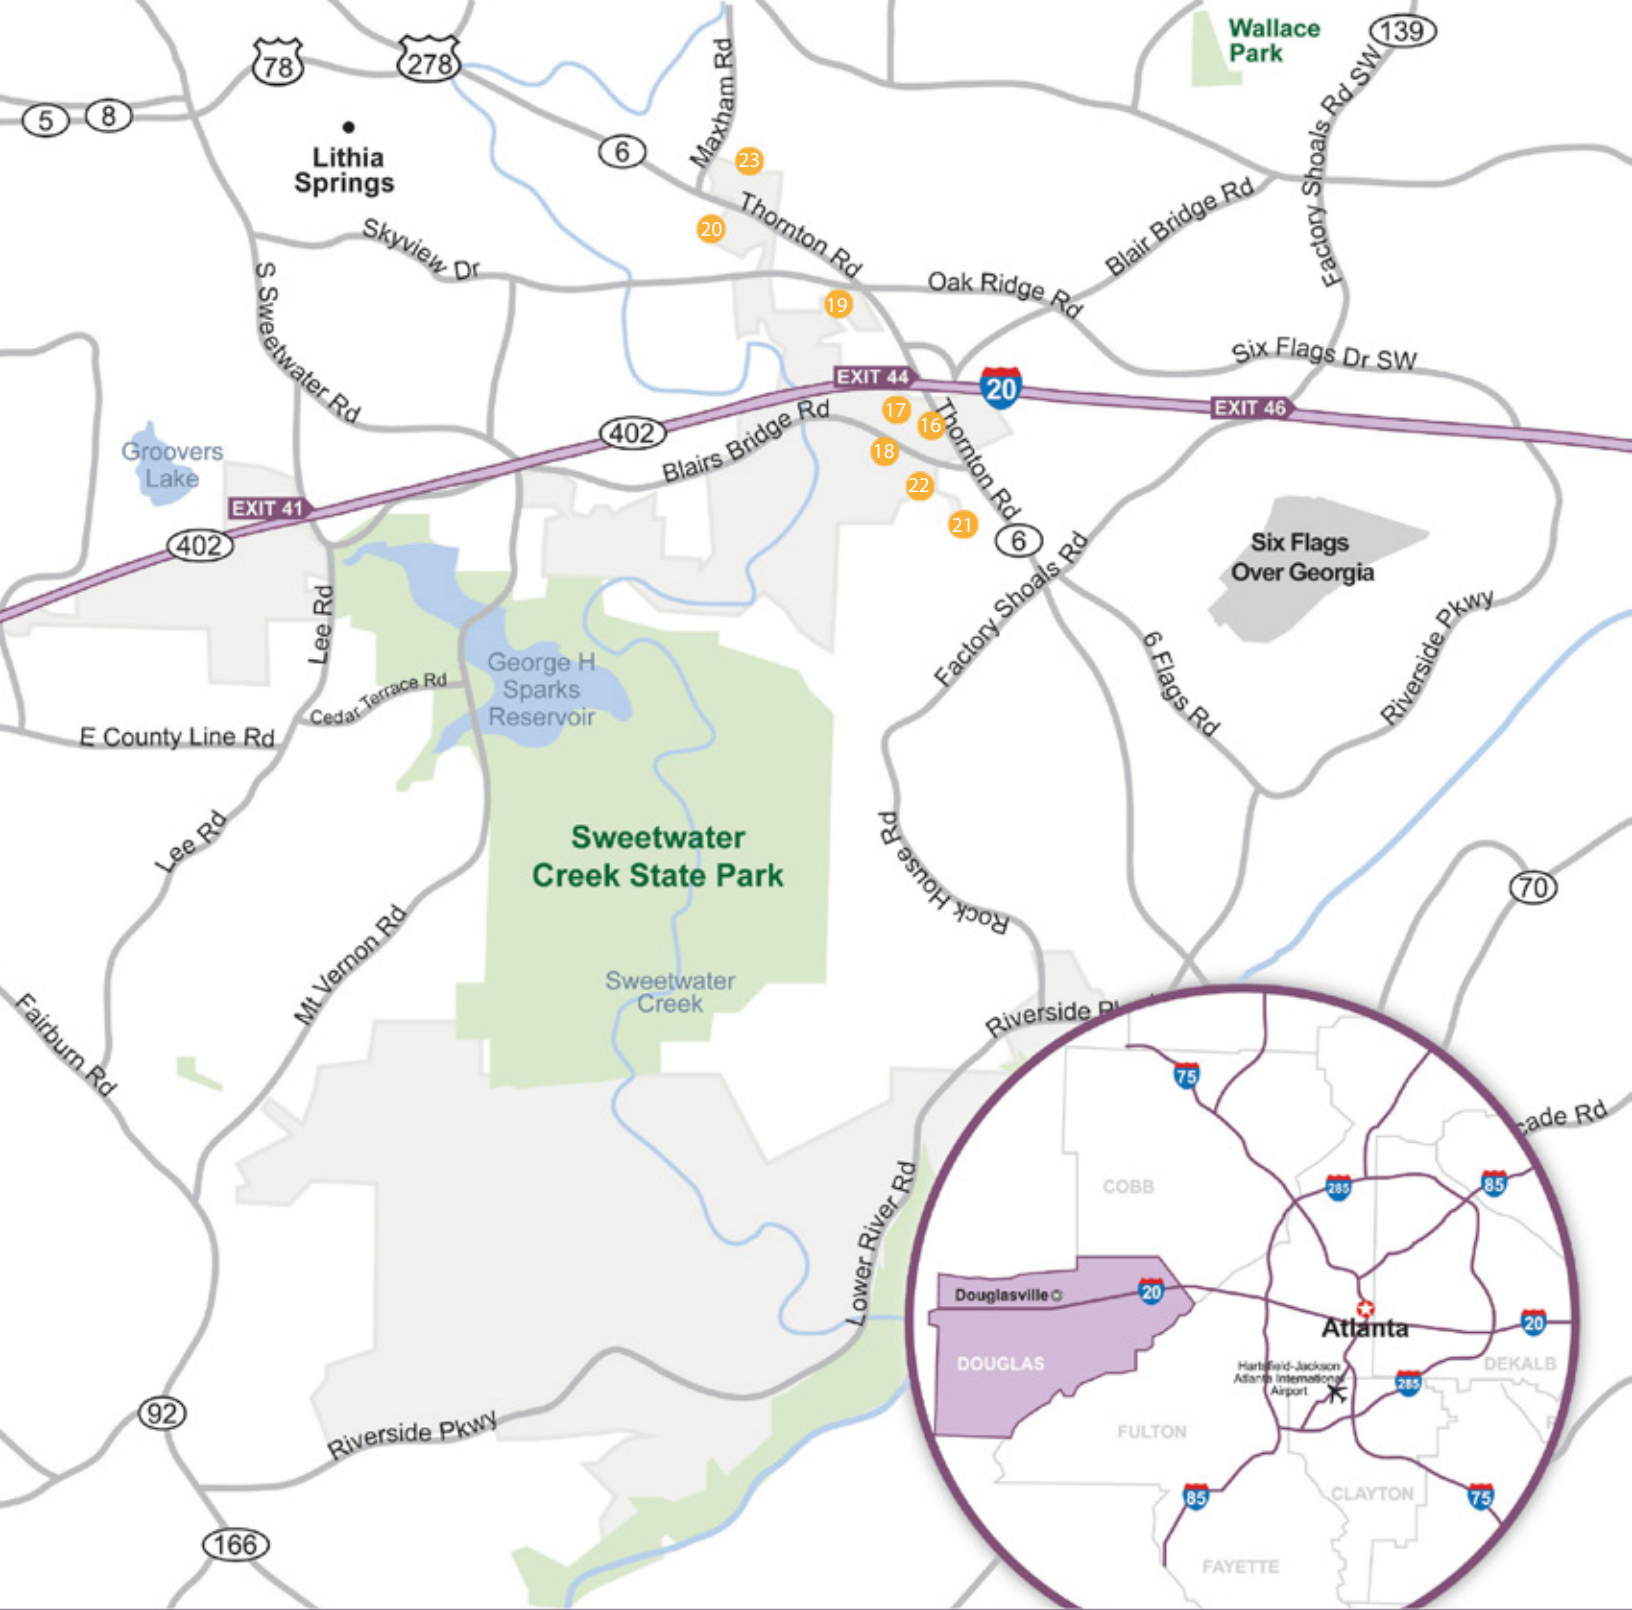 Wallace
Park
139
78
278
5
8
6
Maxham Rd
Lithia
Springs
23
20
Thornton Rd
Factory Shoals Rd SW
Blair Bridge Rd
Skyview Dr
S Sweetwater Rd
Oak Ridge Rd
19
Six Flags Dr SW
EXIT 44
20
EXIT 46
17
16
18
22
21
402
Blairs Bridge Rd
Thornton Rd
Groovers
Lake
EXIT 41
402
6
Six Flags
Over Georgia
Factory Shoals Rd
Lee Rd
6 Flags Rd
Riverside Pkwy
George H
Sparks
Reservoir
Cedar Terrace Rd
E County Line Rd
Lee Rd
Sweetwater
Creek State Park
Rock House Rd
70
Mt Vernon Rd
Sweetwater
Creek
Fairburn Rd
Riverside
cade Rd
Lower River Rd
92
Riverside Pkwy
166
75
COBB
285
85
Douglasville
20
DOUGLAS
Atlanta
20
Hartsfield-Jackson
Atlanta International
Airport
285
DEKALB
FULTON
85
CLAYTON
75
FAYETTE